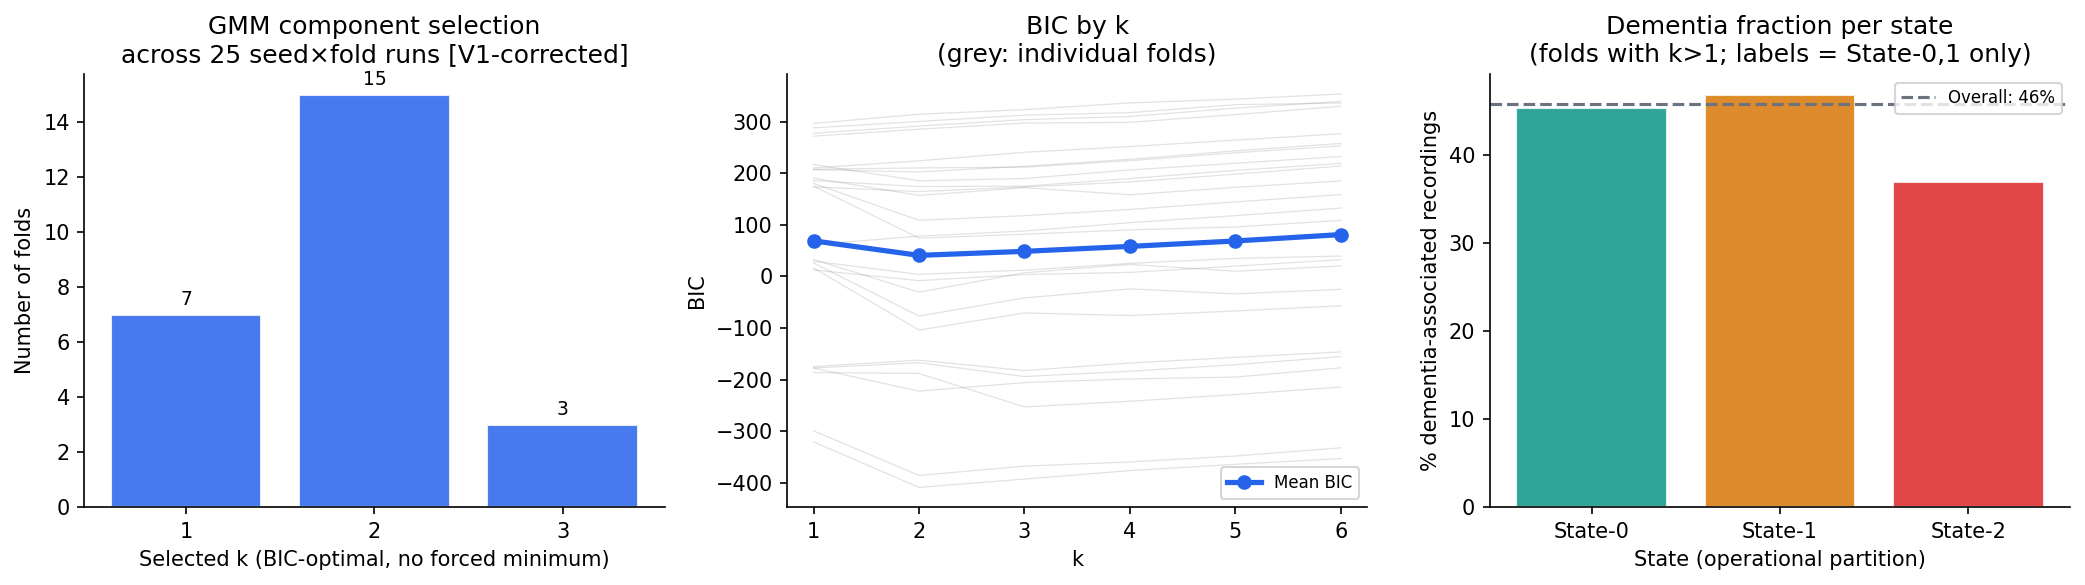 GMM component selection
across 25 seed×fold runs [V1-corrected]
15
7
3
14
12
10
8
6
4
2
0
Number of folds
1 2 3
Selected k (BIC-optimal, no forced minimum)
BIC by k
(grey: individual folds)
300
200
100
0
−100
−200
−300
−400
BIC
Mean BIC
1 2 3 4 5 6
k
Dementia fraction per state
(folds with k>1; labels = State-0,1 only)
Overall: 46%
40
30
20
10
0
% dementia-associated recordings
State-0 State-1 State-2
State (operational partition)